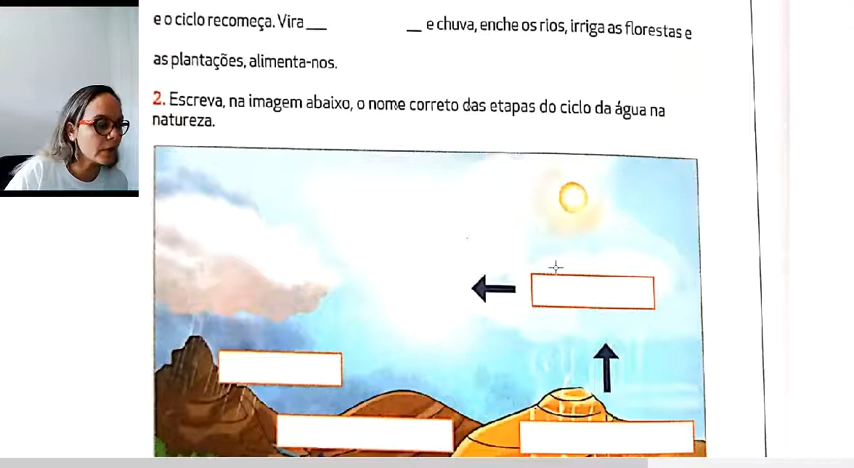 e o ciclo recomeça. Vira ___ __ e chuva, enche os rios, irriga as florestas e
as plantações, alimenta-nos.
2. Escreva, na imagem abaixo, o nome correto das etapas do ciclo da água na
natureza.